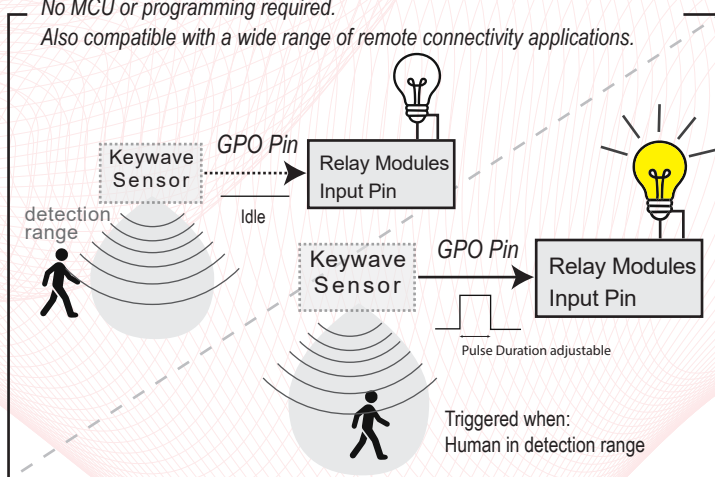 No MCU or programming required.
Also compatible with a wide range of remote connectivity applications.
Keywave
Sensor
GPO Pin
Relay Modules
Input Pin
Idle
detection
range
Keywave
Sensor
GPO Pin
Relay Modules
Input Pin
Pulse Duration adjustable
Triggered when:
Human in detection range